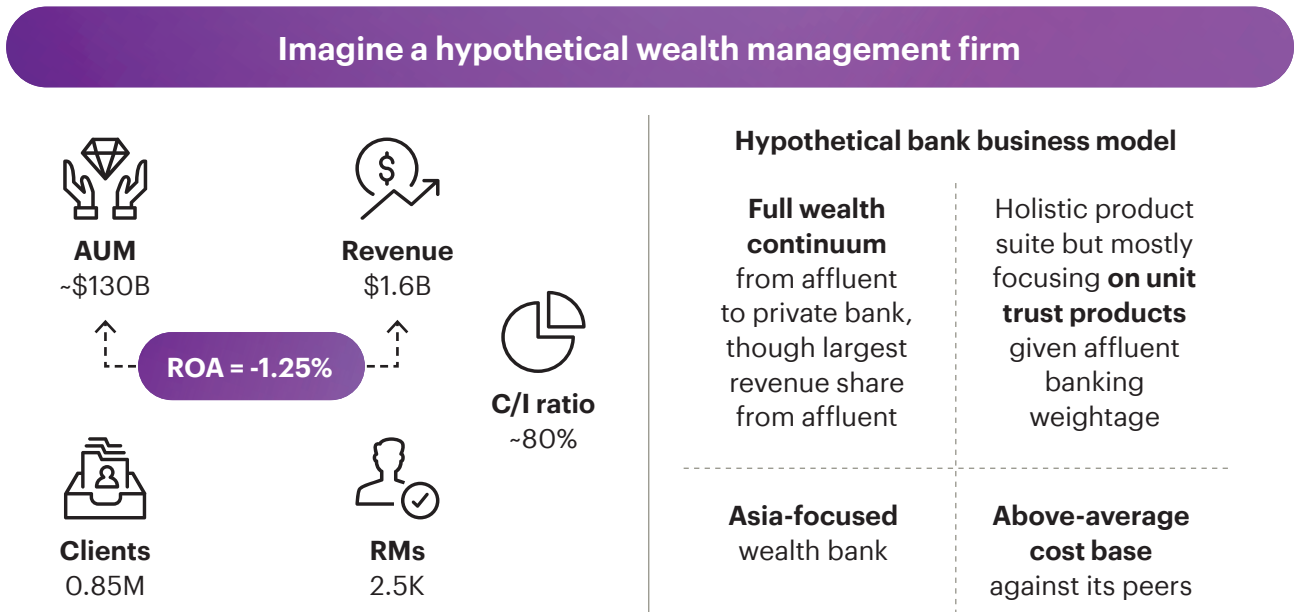 Imagine a hypothetical wealth management firm
AUM
~$130B
Revenue
$1.6B
ROA = -1.25%
C/I ratio
~80%
Clients
0.85M
RMs
2.5K
Hypothetical bank business model
Full wealth
continuum
from affluent
to private bank,
though largest
revenue share
from affluent
Holistic product
suite but mostly
focusing on unit
trust products
given affluent
banking
weightage
Asia-focused
wealth bank
Above-average
cost base
against its peers
$